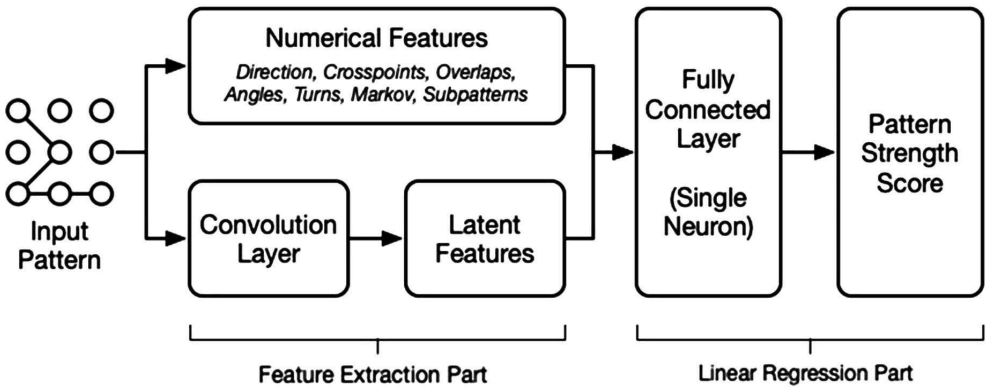 Numerical Features
Direction, Crosspoints, Overlaps,
Angles, Turns, Markov, Subpatterns
Input
Pattern
Convolution
Layer
Latent
Features
Fully
Connected
Layer
(Single
Neuron)
Pattern
Strength
Score
Feature Extraction Part
Linear Regression Part